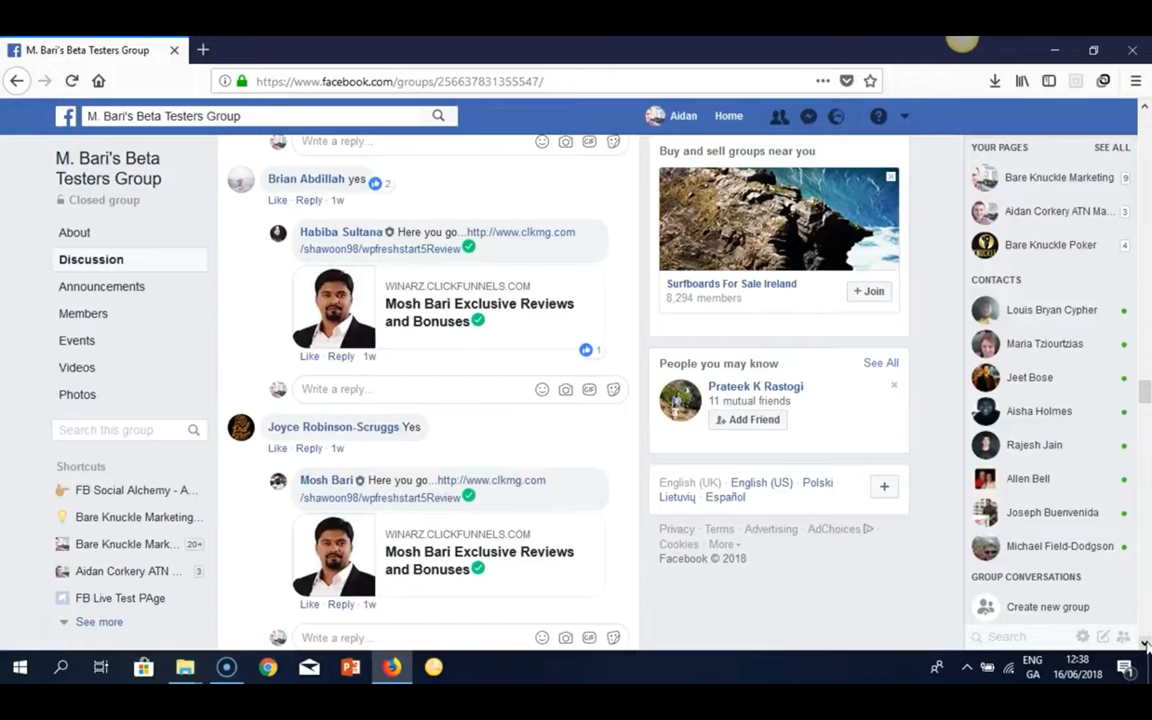 M. Bari's Beta Testers Group
https://www.facebook.com/groups/256637831355547/
M. Bari's Beta Testers Group
Aidan
Home
M. Bari's Beta
Testers Group
Closed group
About
Discussion
Announcements
Members
Events
Videos
Photos
Search this group
Shortcuts
FB Social Alchemy - A...
Bare Knuckle Marketing...
Bare Knuckle Mark... 20+
Aidan Corkery ATN ... 3
FB Live Test PAge
See more
Write a reply...
Brian Abdillah yes 2
Like · Reply · 1w
Habiba Sultana Here you go...http://www.clkmg.com
/shawoon98/wpfreshstart5Review
WINARZ.CLICKFUNNELS.COM
Mosh Bari Exclusive Reviews
and Bonuses
Like · Reply · 1w
1
Write a reply...
Joyce Robinson-Scruggs Yes
Like · Reply · 1w
Mosh Bari Here you go...http://www.clkmg.com
/shawoon98/wpfreshstart5Review
WINARZ.CLICKFUNNELS.COM
Mosh Bari Exclusive Reviews
and Bonuses
Like · Reply · 1w
Write a reply...
Buy and sell groups near you
Surfboards For Sale Ireland
8,294 members
+ Join
People you may know
See All
Prateek K Rastogi
11 mutual friends
Add Friend
English (UK) · English (US) · Polski ·
Lietuvių · Español
Privacy · Terms · Advertising · AdChoices ·
Cookies · More
Facebook © 2018
YOUR PAGES
SEE ALL
Bare Knuckle Marketing 9
Aidan Corkery ATN Ma... 3
Bare Knuckle Poker 4
CONTACTS
Louis Bryan Cypher
Maria Tziourtzias
Jeet Bose
Aisha Holmes
Rajesh Jain
Allen Bell
Joseph Buenvenida
Michael Field-Dodgson
GROUP CONVERSATIONS
Create new group
Search
ENG
GA
12:38
16/06/2018
1